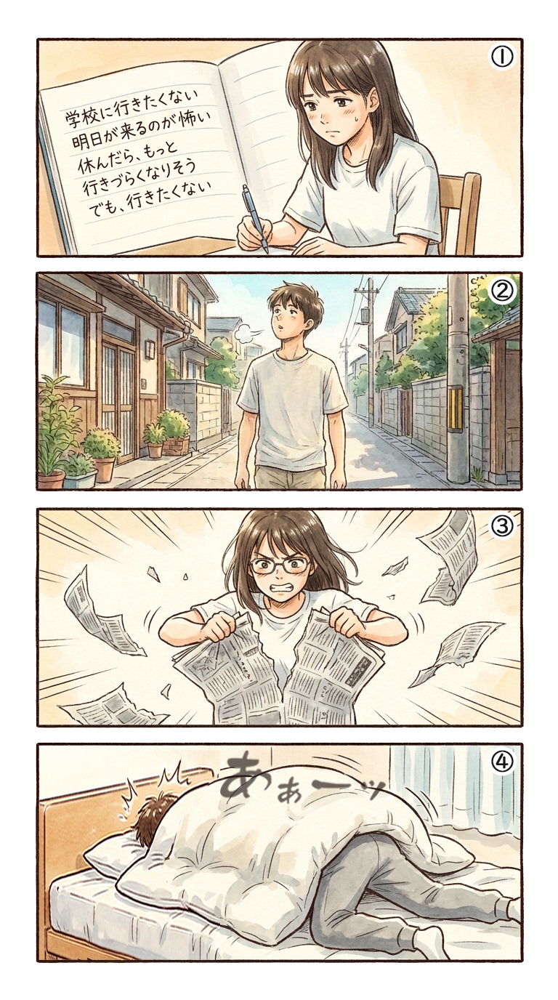 ①
学校に行きたくない
明日が来るのが怖い
休んだら、もっと
行きづらくなりそう
でも、行きたくない
②
③
④
あぁーッ